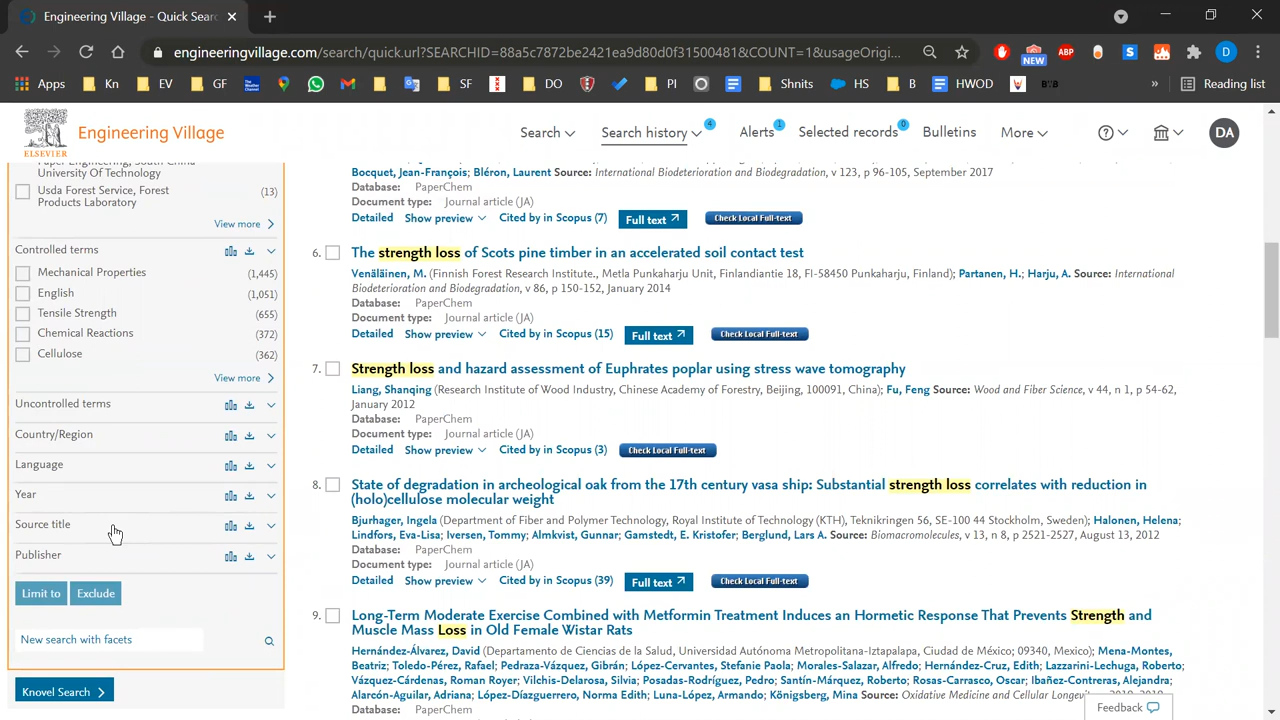 Engineering Village - Quick Sear
engineeringvillage.com/search/quick.url?SEARCHID=88a5c7872be2421ea9d80d0f31500481&COUNT=1&usageOrigi...
ABP
S
D
NEW
Apps
Kn
EV
GF
SF
DO
PI
Shnits
HS
B
HWOD
»
Reading list
ELSEVIER
Engineering Village
Search
Search history
4
Alerts
1
Selected records
0
Bulletins
More
DA
Paper Engineering, South China
University Of Technology
Usda Forest Service, Forest
Products Laboratory
(13)
View more
Controlled terms
Mechanical Properties
(1,445)
English
(1,051)
Tensile Strength
(655)
Chemical Reactions
(372)
Cellulose
(362)
View more
Uncontrolled terms
Country/Region
Language
Year
Source title
Publisher
Limit to
Exclude
New search with facets
Knovel Search
Bocquet, Jean-François; Bléron, Laurent Source: International Biodeterioration and Biodegradation, v 123, p 96-105, September 2017
Database: PaperChem
Document type: Journal article (JA)
Detailed Show preview Cited by in Scopus (7) Full text Check Local Full-text
6. The strength loss of Scots pine timber in an accelerated soil contact test
Venäläinen, M. (Finnish Forest Research Institute., Metla Punkaharju Unit, Finlandiantie 18, FI-58450 Punkaharju, Finland); Partanen, H.; Harju, A. Source: International
Biodeterioration and Biodegradation, v 86, p 150-152, January 2014
Database: PaperChem
Document type: Journal article (JA)
Detailed Show preview Cited by in Scopus (15) Full text Check Local Full-text
7. Strength loss and hazard assessment of Euphrates poplar using stress wave tomography
Liang, Shanqing (Research Institute of Wood Industry, Chinese Academy of Forestry, Beijing, 100091, China); Fu, Feng Source: Wood and Fiber Science, v 44, n 1, p 54-62,
January 2012
Database: PaperChem
Document type: Journal article (JA)
Detailed Show preview Cited by in Scopus (3) Check Local Full-text
8. State of degradation in archeological oak from the 17th century vasa ship: Substantial strength loss correlates with reduction in
(holo)cellulose molecular weight
Bjurhager, Ingela (Department of Fiber and Polymer Technology, Royal Institute of Technology (KTH), Teknikringen 56, SE-100 44 Stockholm, Sweden); Halonen, Helena;
Lindfors, Eva-Lisa; Iversen, Tommy; Almkvist, Gunnar; Gamstedt, E. Kristofer; Berglund, Lars A. Source: Biomacromolecules, v 13, n 8, p 2521-2527, August 13, 2012
Database: PaperChem
Document type: Journal article (JA)
Detailed Show preview Cited by in Scopus (39) Full text Check Local Full-text
9. Long-Term Moderate Exercise Combined with Metformin Treatment Induces an Hormetic Response That Prevents Strength and
Muscle Mass Loss in Old Female Wistar Rats
Hernández-Álvarez, David (Departamento de Ciencias de la Salud, Universidad Autónoma Metropolitana-Iztapalapa, Ciudad de México; 09340, Mexico); Mena-Montes,
Beatriz; Toledo-Pérez, Rafael; Pedraza-Vázquez, Gibrán; López-Cervantes, Stefanie Paola; Morales-Salazar, Alfredo; Hernández-Cruz, Edith; Lazzarini-Lechuga, Roberto;
Vázquez-Cárdenas, Roman Royer; Vilchis-Delarosa, Silvia; Posadas-Rodríguez, Pedro; Santín-Márquez, Roberto; Rosas-Carrasco, Oscar; Ibañez-Contreras, Alejandra;
Alarcón-Aguilar, Adriana; López-Díazguerrero, Norma Edith; Luna-López, Armando; Königsberg, Mina Source: Oxidative Medicine and Cellular
Database: PaperChem
Feedback